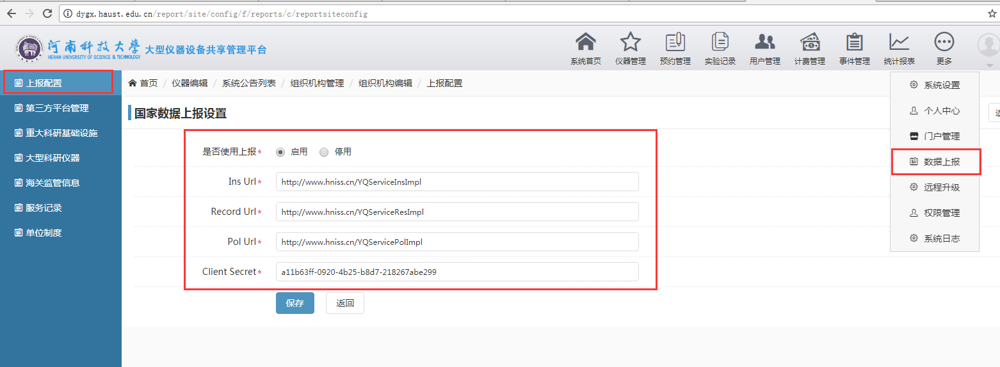 dygx.haust.edu.cn/report/site/config/f/reports/c/reportsiteconfig
河南科技大学 大型仪器设备共享管理平台
HENAN UNIVERSITY OF SCIENCE & TECHNOLOGY
系统首页 仪器管理 预约管理 实验记录 用户管理 计费管理 事件管理 统计报表 更多
上报配置
第三方平台管理
重大科研基础设施
大型科研仪器
海关监管信息
服务记录
单位制度
首页 / 仪器编辑 / 系统公告列表 / 组织机构管理 / 组织机构编辑 / 上报配置
国家数据上报设置
是否使用上报* 启用 停用
Ins Url* http://www.hniss.cn/YQServiceInsImpl
Record Url* http://www.hniss.cn/YQServiceResImpl
Pol Url* http://www.hniss.cn/YQServicePolImpl
Client Secret* a11b63ff-0920-4b25-b8d7-218267abe299
保存 返回
系统设置
个人中心
门户管理
数据上报
远程升级
权限管理
系统日志